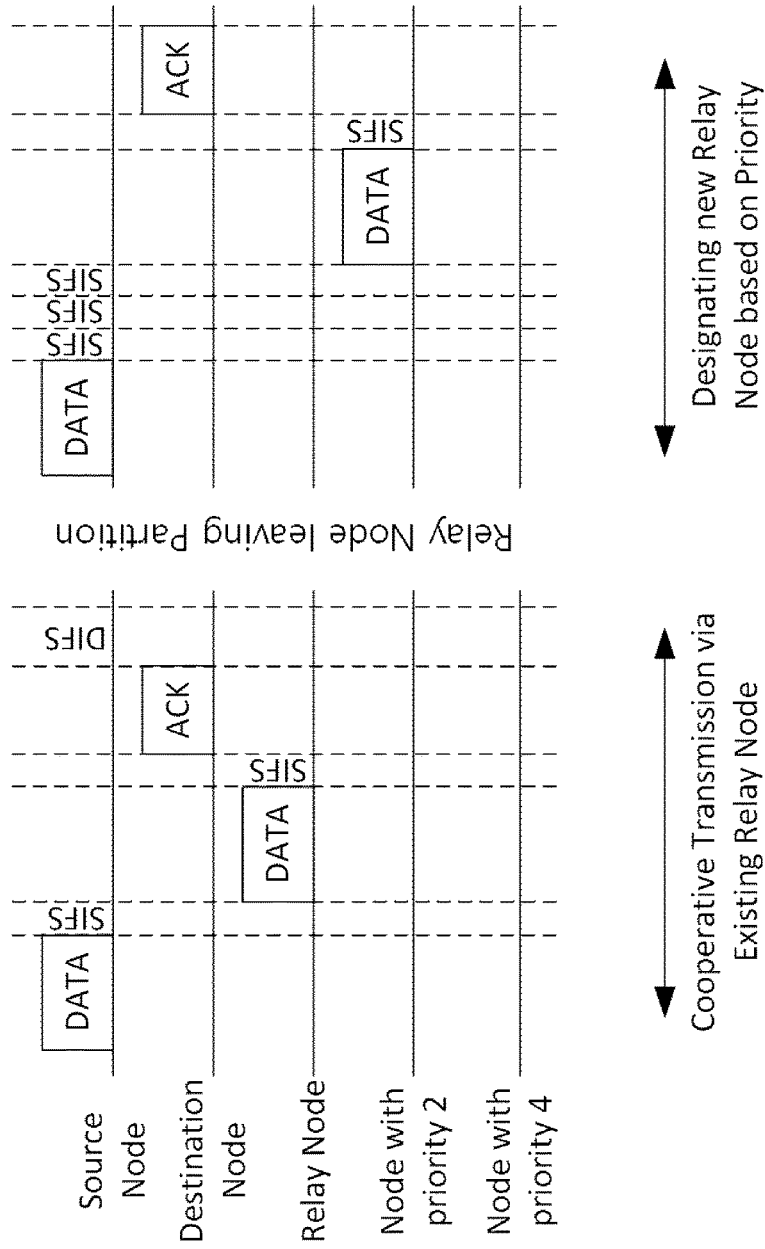 Source
Node
DATA
SIFS
DIFS
DATA
SIFS
SIFS
SIFS
Destination
Node
ACK
ACK
Relay Node
DATA
SIFS
Node with
priority 2
DATA
SIFS
Node with
priority 4
Relay Node leaving Partition
Cooperative Transmission via
Existing Relay Node
Designating new Relay
Node based on Priority